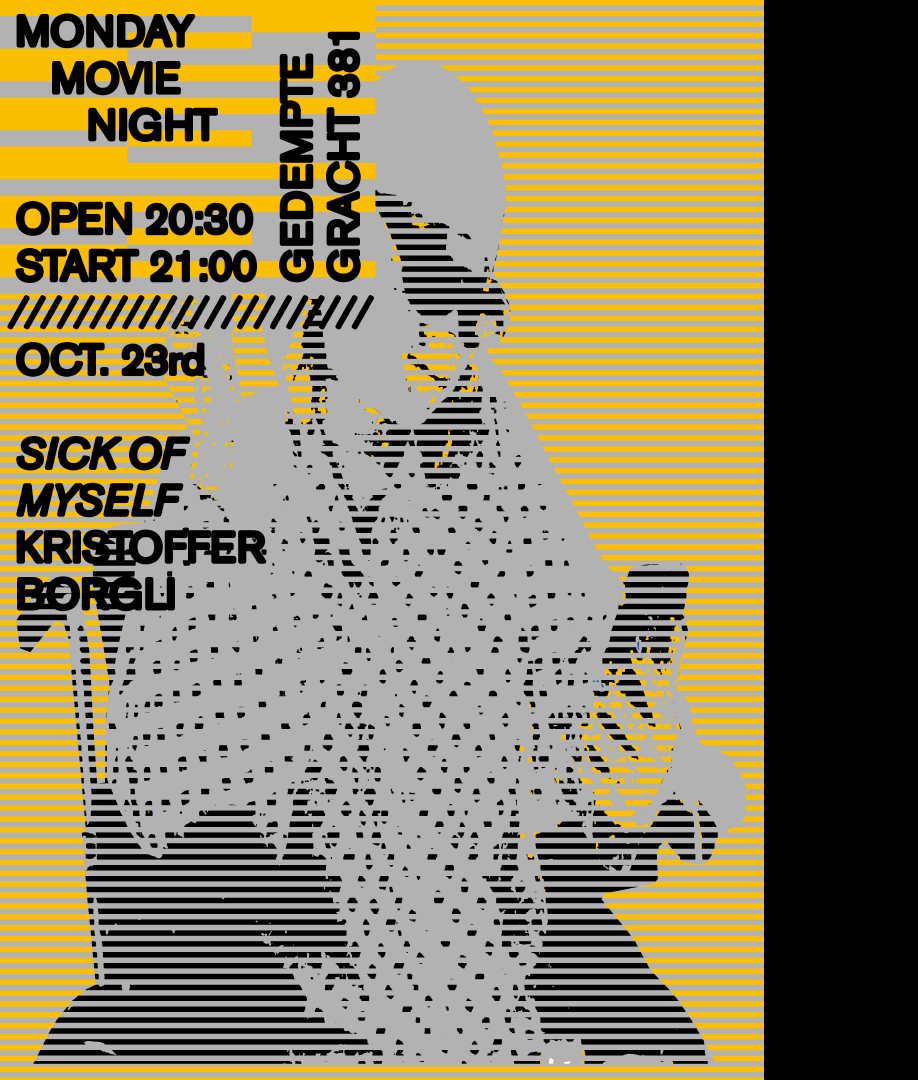 MONDAY
MOVIE
NIGHT
GEDEMPTE
GRACHT 381
OPEN 20:30
START 21:00
OCT. 23rd
SICK OF
MYSELF
KRISTOFFER
BORGLI